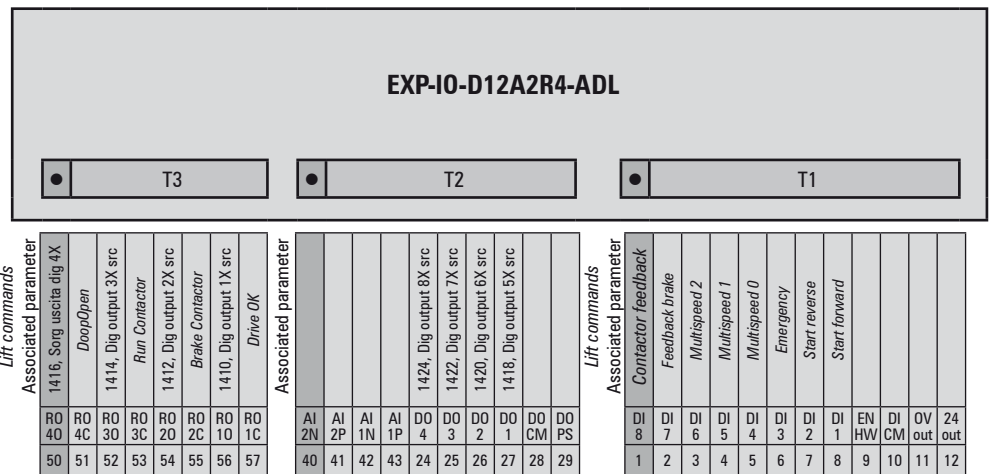 EXP-IO-D12A2R4-ADL
T3
T2
T1
Lift commands
Associated parameter
1416, Sorg uscita dig 4X
DoopOpen
1414, Dig output 3X src
Run Contactor
1412, Dig output 2X src
Brake Contactor
1410, Dig output 1X src
Drive OK
RO 40 RO 4C RO 30 RO 3C RO 20 RO 2C RO 10 RO 1C
50 51 52 53 54 55 56 57
Associated parameter
1424, Dig output 8X src
1422, Dig output 7X src
1420, Dig output 6X src
1418, Dig output 5X src
AI 2N AI 2P AI 1N AI 1P DO 4 DO 3 DO 2 DO 1 DO CM DO PS
40 41 42 43 24 25 26 27 28 29
Lift commands
Associated parameter
Contactor feedback
Feedback brake
Multispeed 2
Multispeed 1
Multispeed 0
Emergency
Start reverse
Start forward
DI 8 DI 7 DI 6 DI 5 DI 4 DI 3 DI 2 DI 1 EN HW DI CM 0V out 24 out
1 2 3 4 5 6 7 8 9 10 11 12